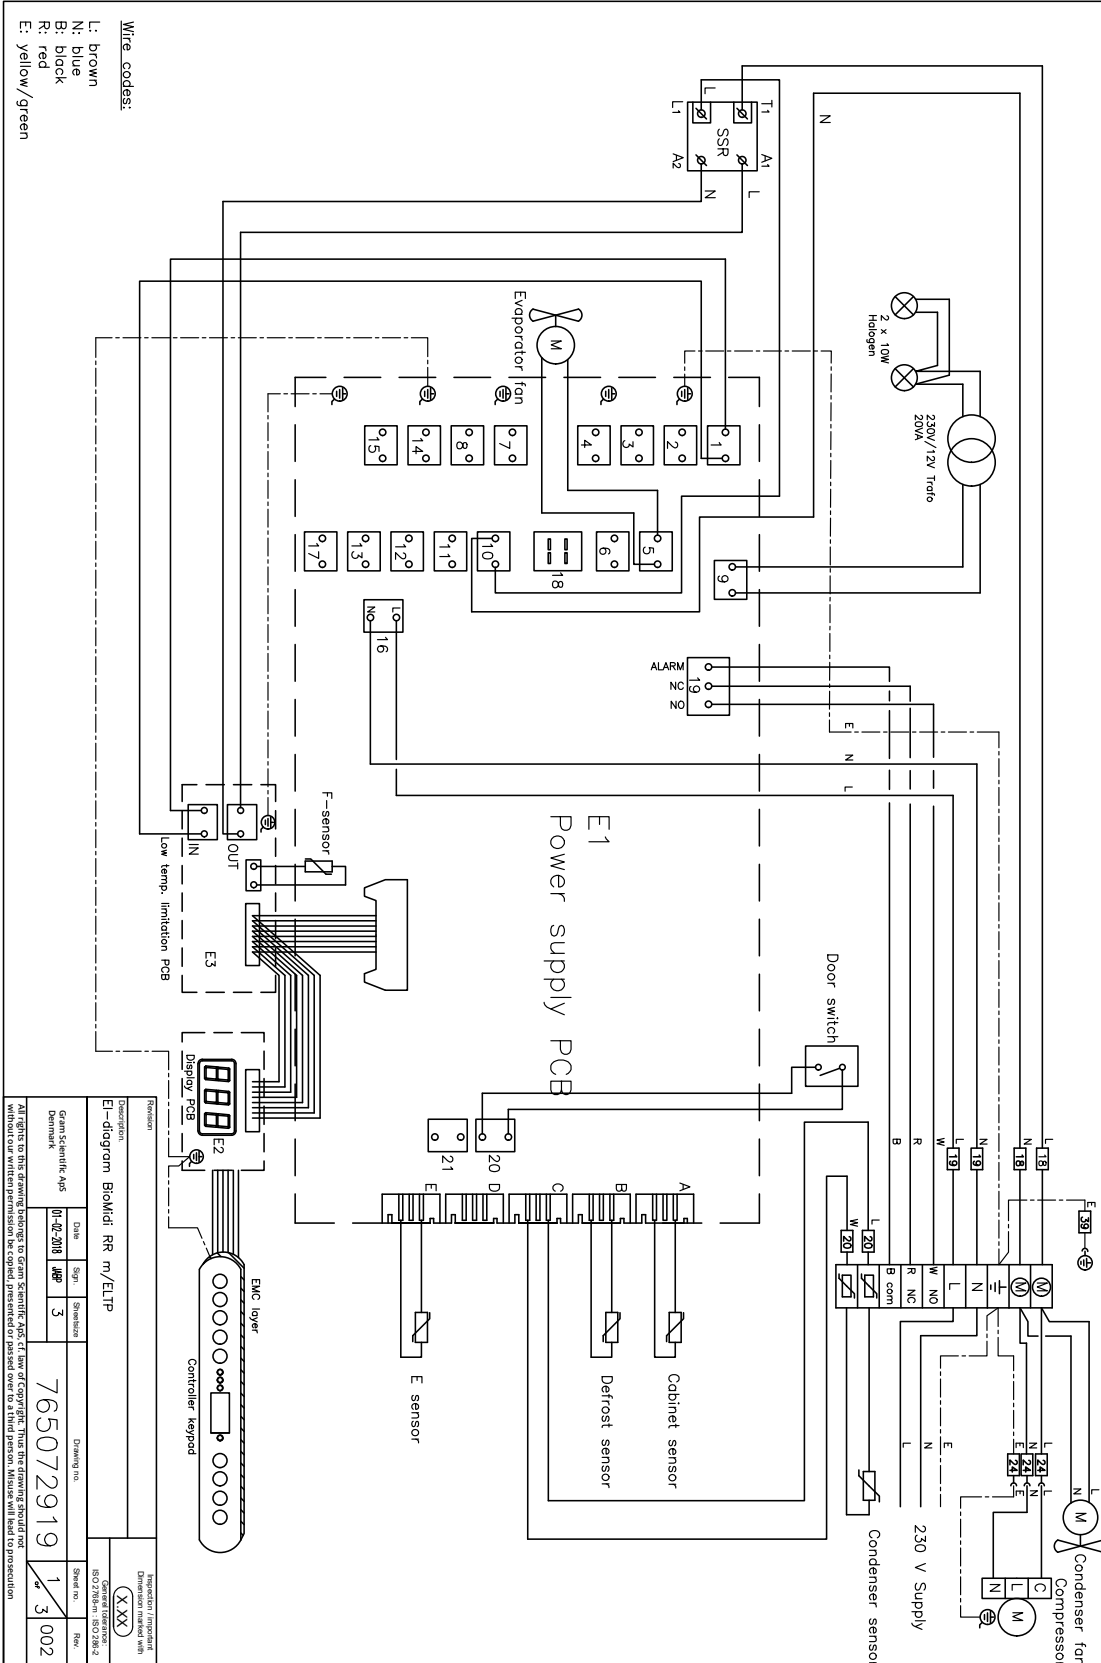 Wire codes:
L: brown
N: blue
B: black
R: red
E: yellow/green
L
L1
T1
SSR
A2
A1
N
L
N
2 x 10W
Halogen
230V/12V Trafo
20VA
Evaporator fan
M
15
14
8
7
4
3
2
1
17
13
12
11
10
18
6
5
9
N
L
16
ALARM
NC
NO
19
E
N
L
E1
Power supply PCB
F-sensor
OUT
IN
Low temp. limitation PCB
E3
Door switch
Display PCB
E2
21
20
E
D
C
B
A
EMC layer
Controller keypad
E sensor
Defrost sensor
Cabinet sensor
Condenser sensor
B
R
W
L
N
N
L
E
19
19
18
18
39
W
L
20
20
B com
R NC
W NO
L
N
M
M
L
N
E
230 V Supply
E
N
L
24
24
24
E
N
L
N
L
M
Condenser fan
Compressor
N
L
C
M
Revision
Description:
El-diagram BioMidi RR m/ELTP
Inspection / important
Dimension marked with
X.XX
General tolerance:
ISO 2768-m : ISO 286-2
Gram Scientific ApS
Denmark
Date
01-02-2018
Sign.
JABP
Sheetsize
3
Drawing no.
765072919
Sheet no.
1 of 3
Rev.
002
All rights to this drawing belongs to Gram Scientific ApS, cf. law of Copyright. Thus the drawing should not
without our written permission be copied, presented or passed over to a third person. Misuse will lead to prosecution